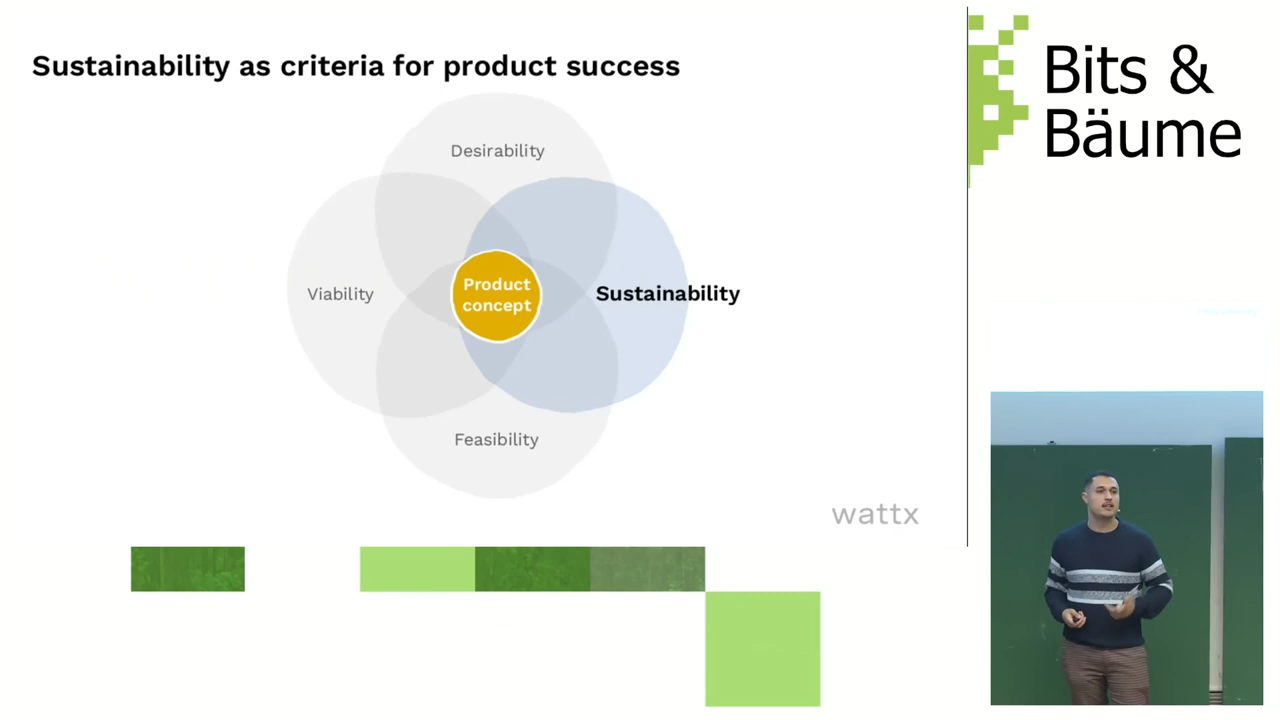 Sustainability as criteria for product success
Desirability
Viability
Product
concept
Sustainability
Feasibility
wattx
Bits &
Bäume